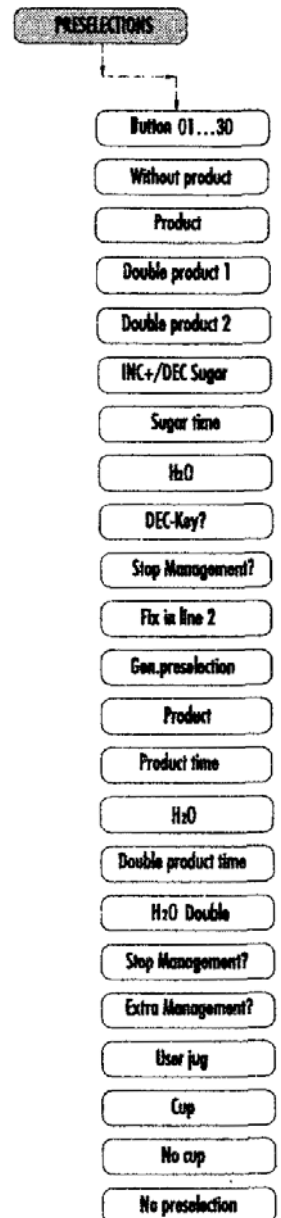 PRESELECTIONS
Button 01...30
Without product
Product
Double product 1
Double product 2
INC+/DEC Sugar
Sugar time
H2O
DEC-Key?
Stop Management?
Fix in line 2
Gen.preselection
Product
Product time
H2O
Double product time
H2O Double
Stop Management?
Extra Management?
User jug
Cup
No cup
No preselection